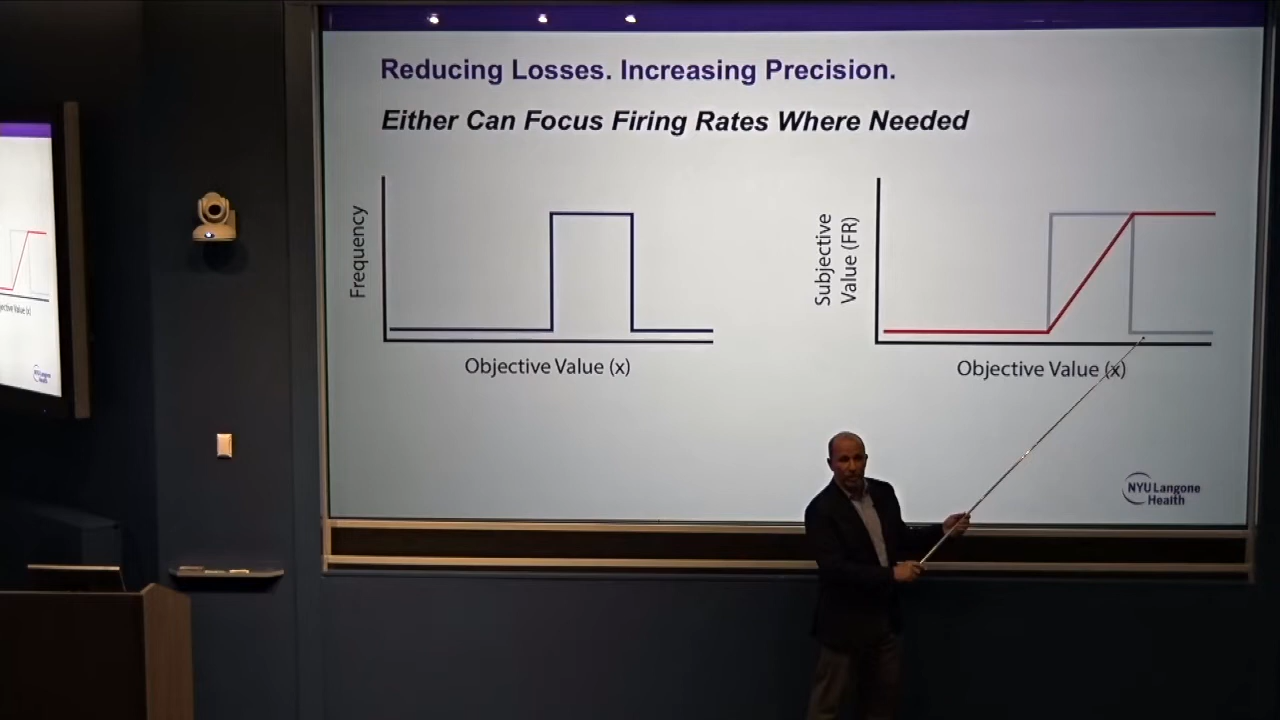 Reducing Losses. Increasing Precision.
Either Can Focus Firing Rates Where Needed
Frequency
Objective Value (x)
Subjective
Value (FR)
Objective Value (x)
NYU Langone
Health